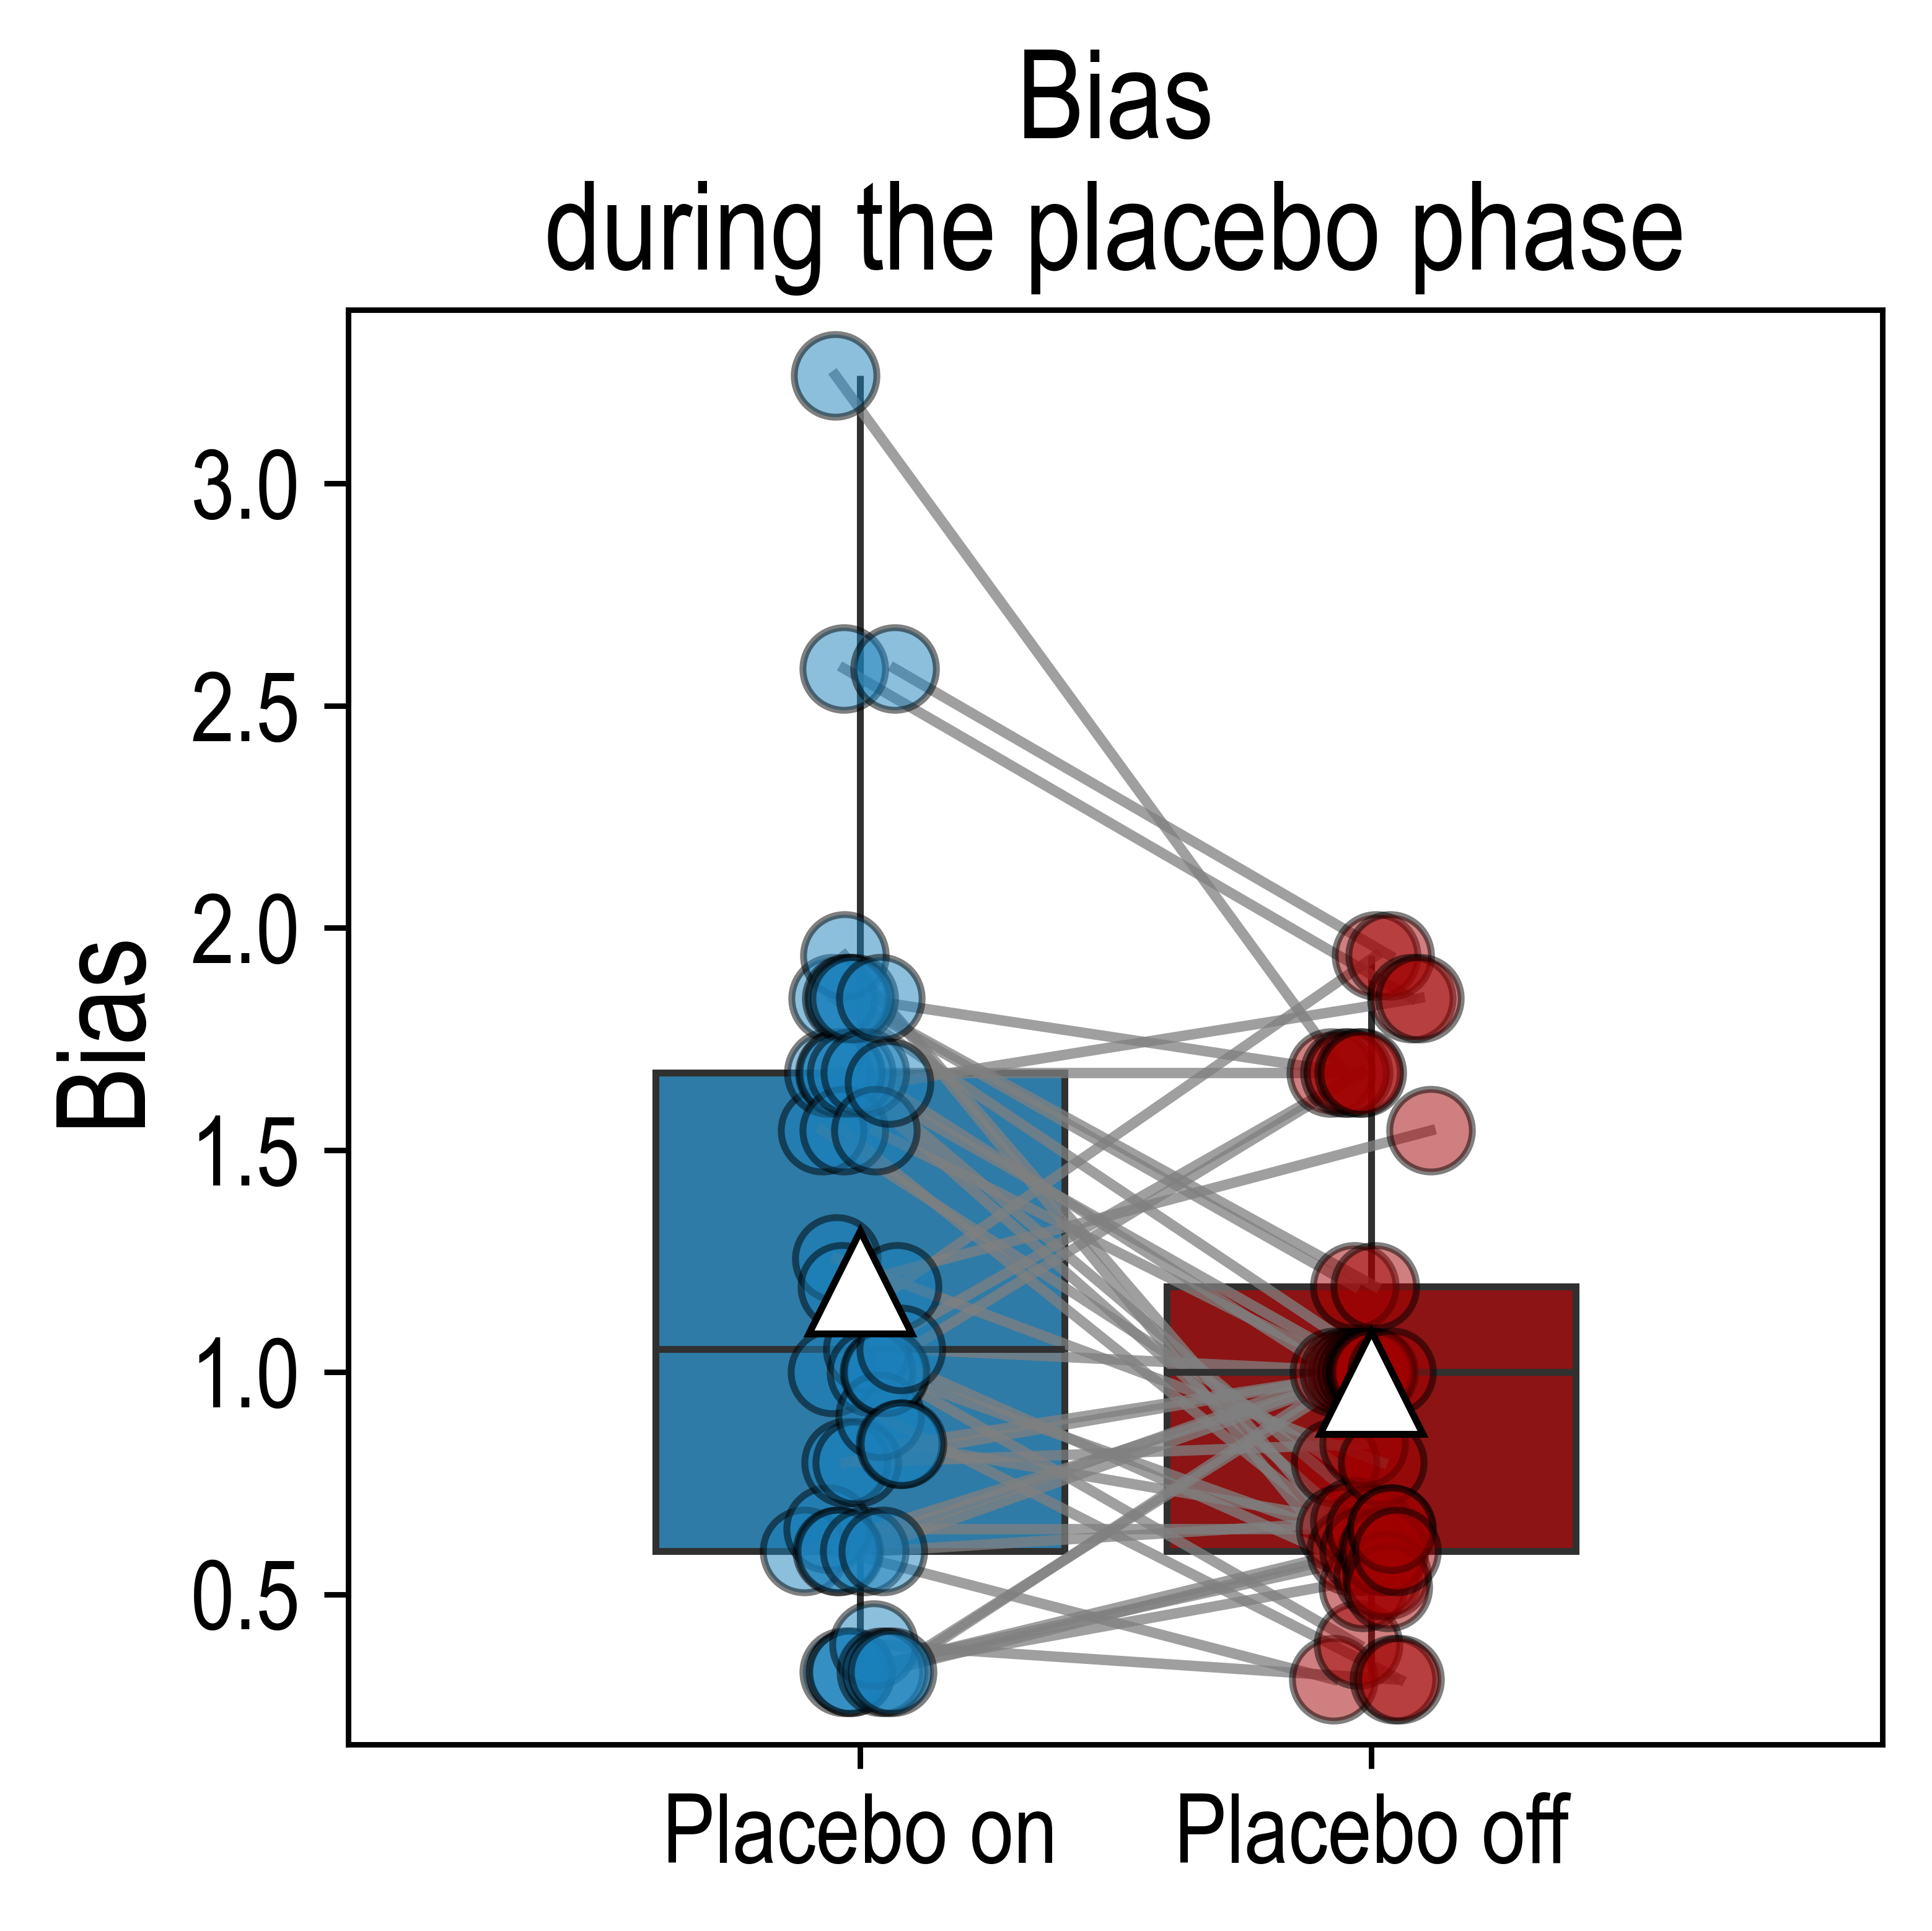 Bias
during the placebo phase
Bias
3.0
2.5
2.0
1.5
1.0
0.5
Placebo on
Placebo off